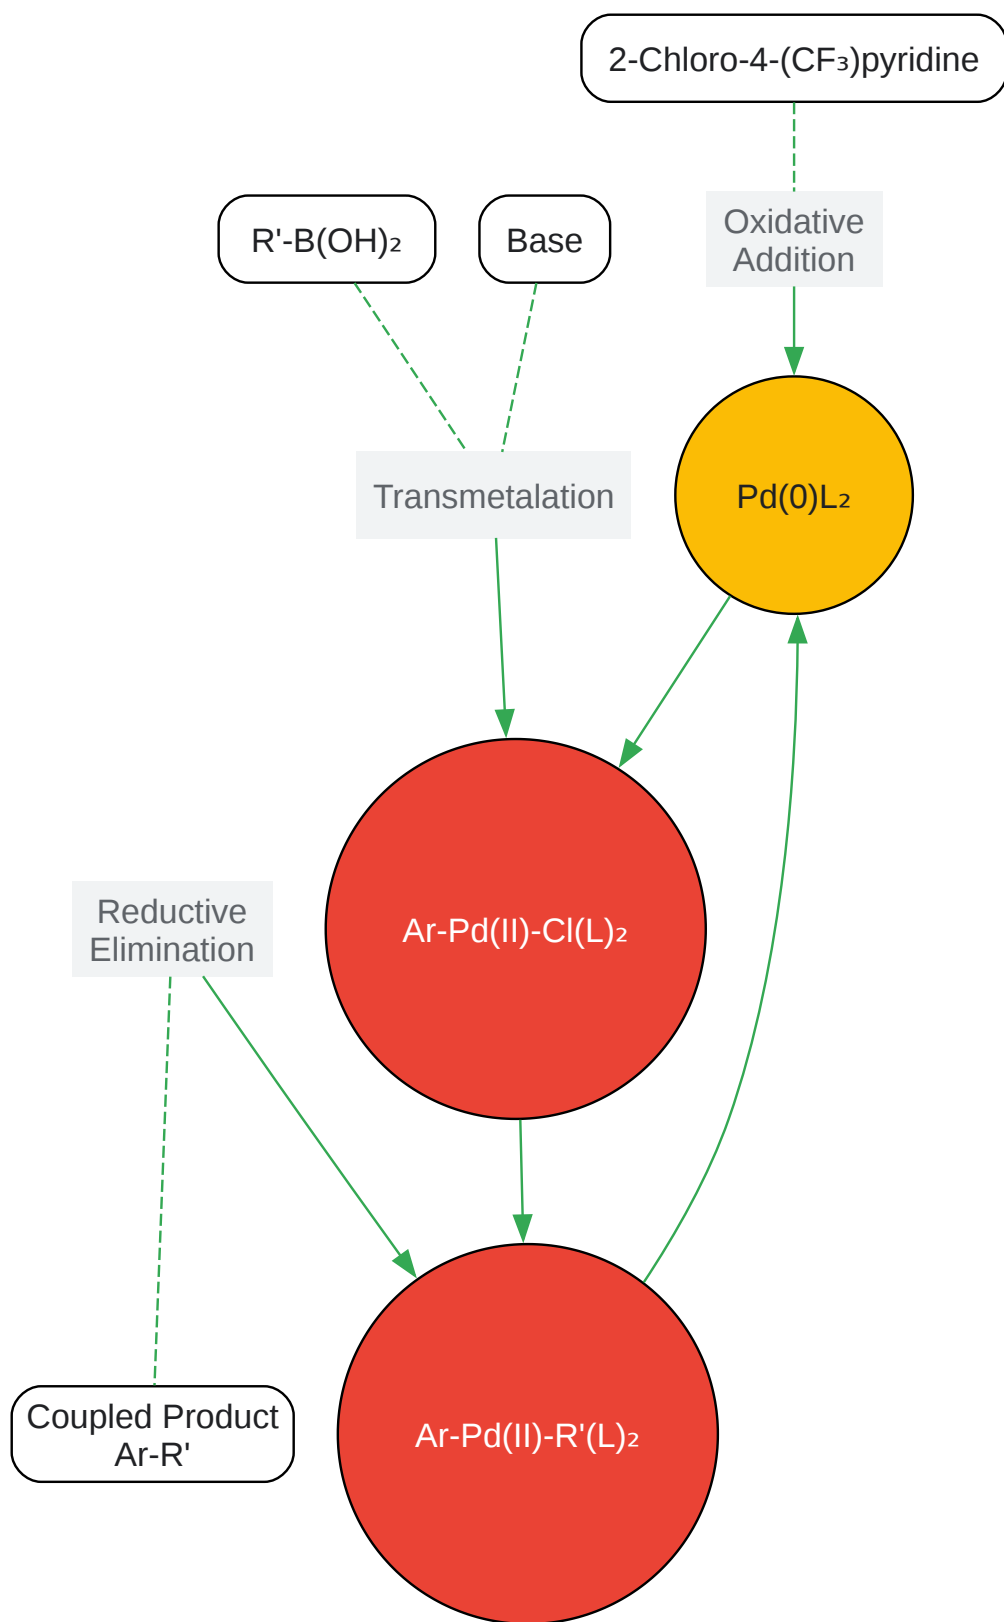 2-Chloro-4-(CF₃)pyridine
R'-B(OH)₂
Base
Oxidative
Addition
Transmetalation
Pd(0)L₂
Reductive
Elimination
Ar-Pd(II)-Cl(L)₂
Coupled Product
Ar-R'
Ar-Pd(II)-R'(L)₂